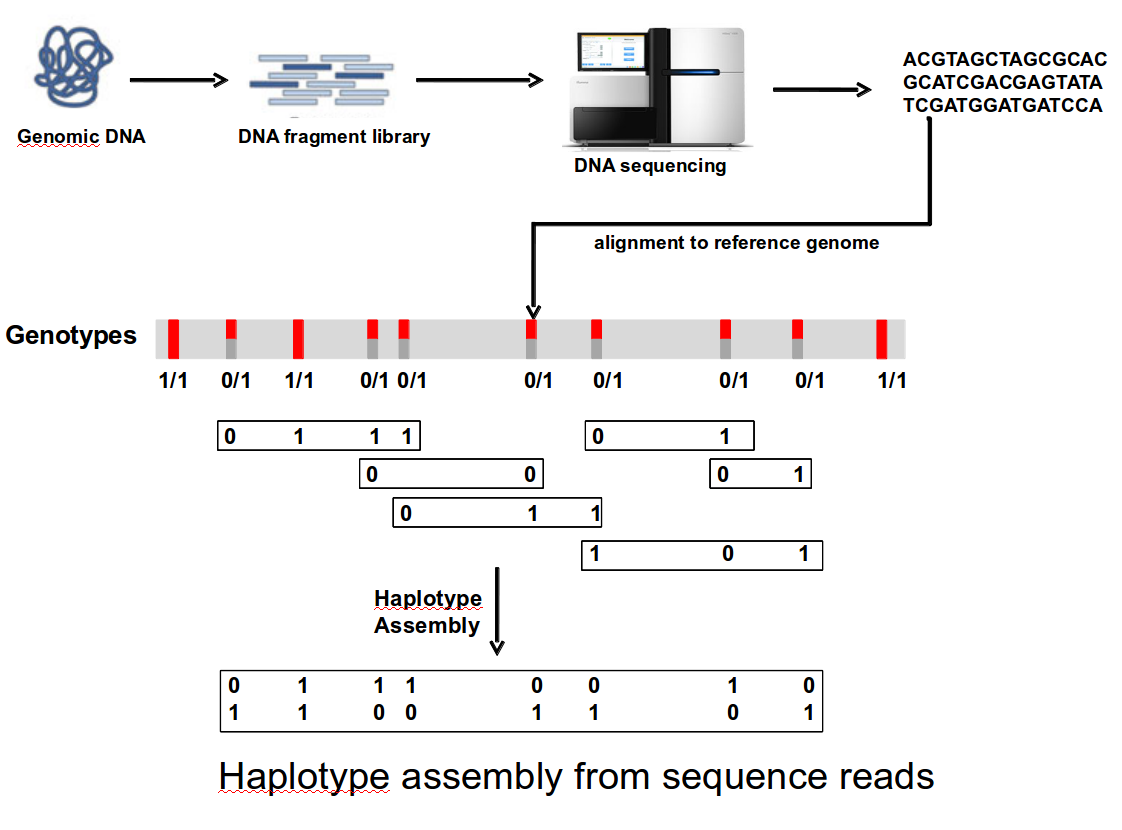 ACGTAGCTAGCGCAC
GCATCGACGAGTATA
TCGATGGATGATCCA
Genomic DNA
DNA fragment library
DNA sequencing
alignment to reference genome
Genotypes
1/1 0/1 1/1 0/1 0/1 0/1 0/1 0/1 0/1 1/1
0 1 1 1
0 1
0 0
0 1
0 1 1
1 0 1
Haplotype
Assembly
0 1 1 1 0 0 1 0
1 1 0 0 1 1 0 1
Haplotype assembly from sequence reads